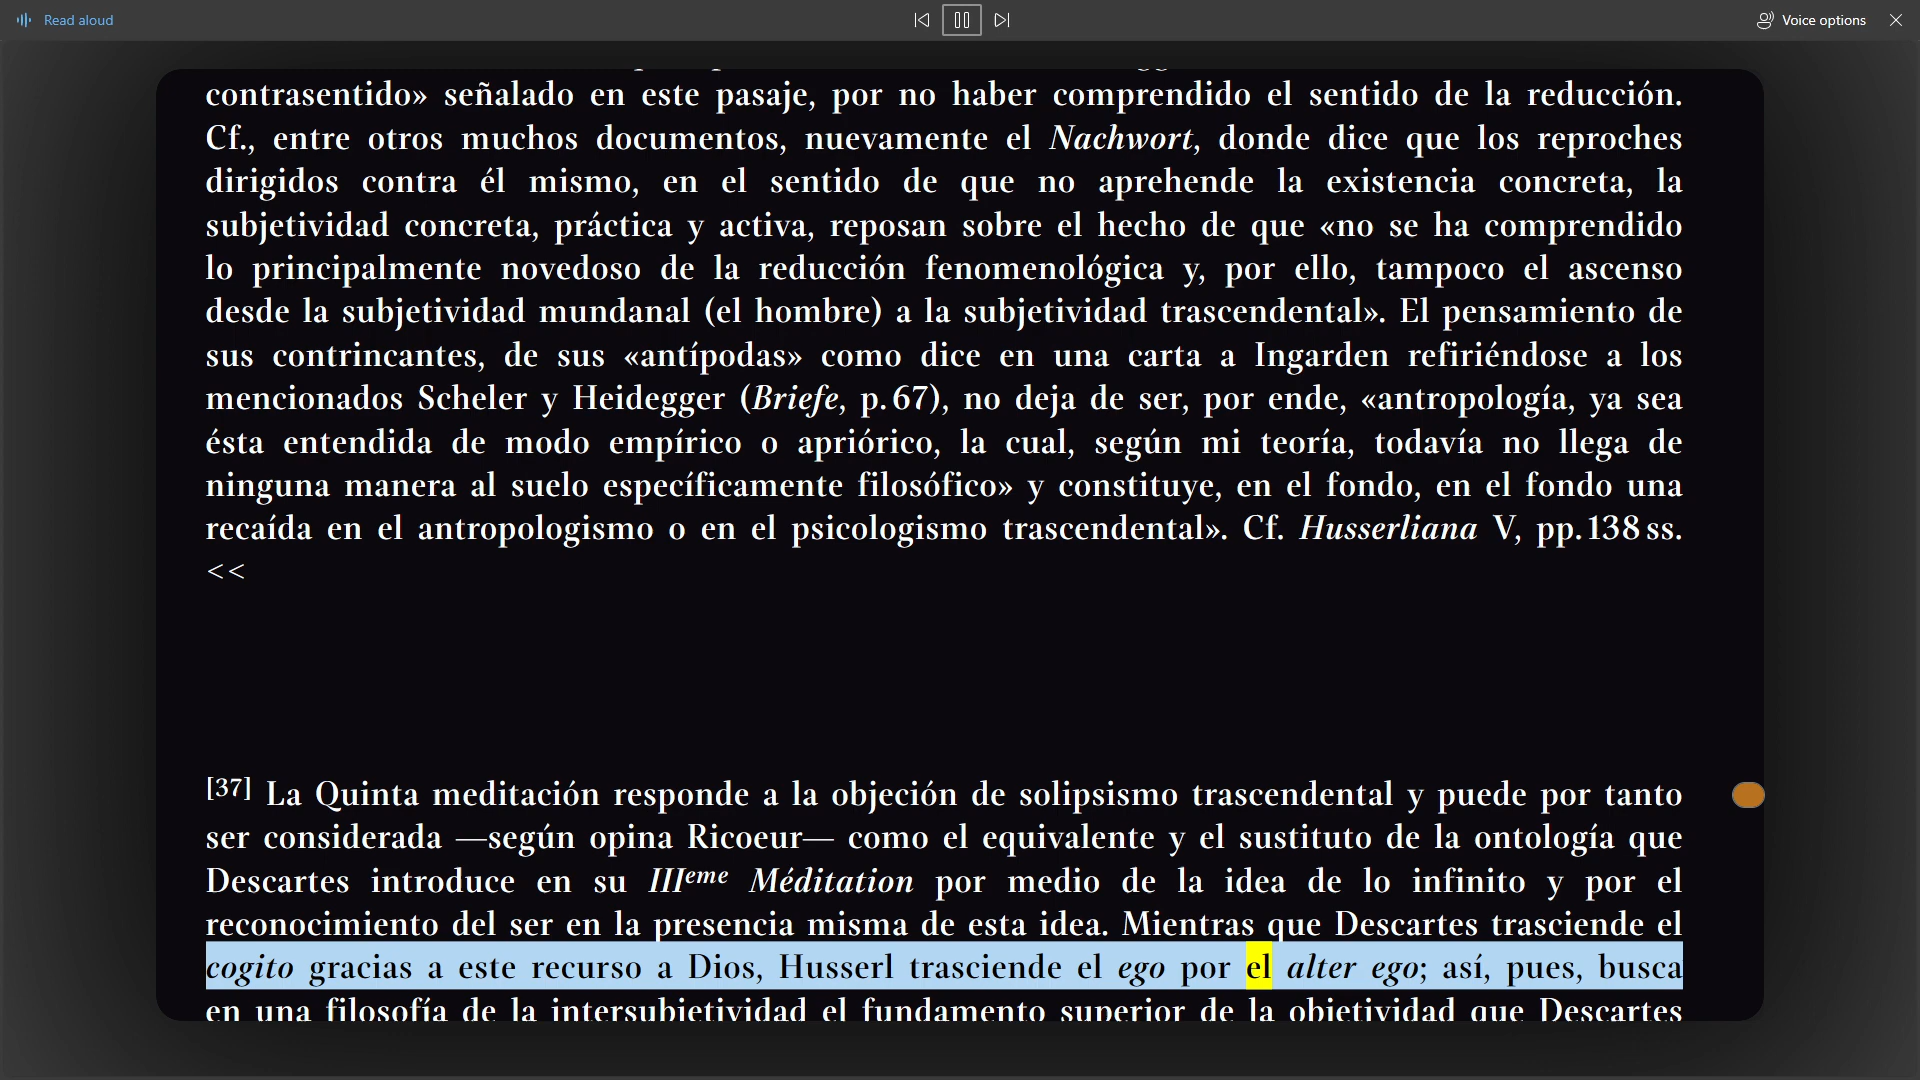 Read aloud
Voice options
contrasentido» señalado en este pasaje, por no haber comprendido el sentido de la reducción.
Cf., entre otros muchos documentos, nuevamente el Nachwort, donde dice que los reproches
dirigidos contra él mismo, en el sentido de que no aprehende la existencia concreta, la
subjetividad concreta, práctica y activa, reposan sobre el hecho de que «no se ha comprendido
lo principalmente novedoso de la reducción fenomenológica y, por ello, tampoco el ascenso
desde la subjetividad mundanal (el hombre) a la subjetividad trascendental». El pensamiento de
sus contrincantes, de sus «antípodas» como dice en una carta a Ingarden refiriéndose a los
mencionados Scheler y Heidegger (Briefe, p. 67), no deja de ser, por ende, «antropología, ya sea
ésta entendida de modo empírico o apriórico, la cual, según mi teoría, todavía no llega de
ninguna manera al suelo específicamente filosófico» y constituye, en el fondo, en el fondo una
recaída en el antropologismo o en el psicologismo trascendental». Cf. Husserliana V, pp. 138 ss.
<<
[37] La Quinta meditación responde a la objeción de solipsismo trascendental y puede por tanto
ser considerada —según opina Ricoeur— como el equivalente y el sustituto de la ontología que
Descartes introduce en su IIIeme Méditation por medio de la idea de lo infinito y por el
reconocimiento del ser en la presencia misma de esta idea. Mientras que Descartes trasciende el
cogito gracias a este recurso a Dios, Husserl trasciende el ego por el alter ego; así, pues, busca
en una filosofía de la intersubjetividad el fundamento superior de la objetividad que Descartes